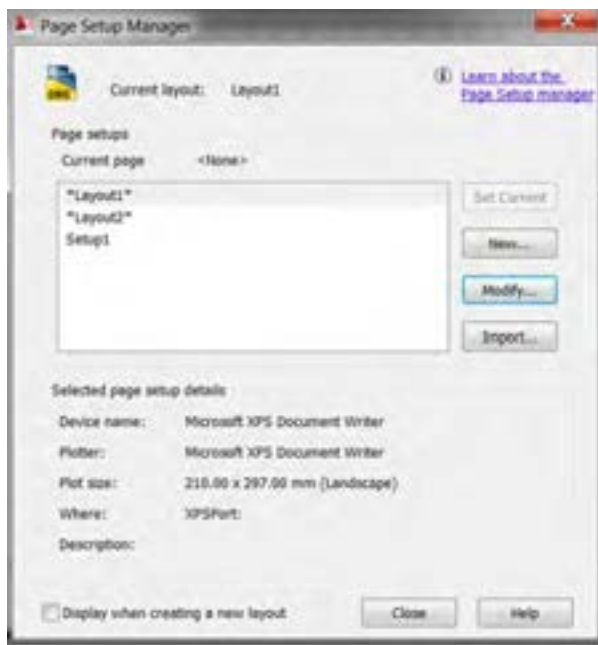 Page Setup Manager
Current layout: Layout1
Learn about the
Page Setup manager
Page setups
Current page <None>
*Layout1*
*Layout2*
Setup1
Set Current
New...
Modify...
Import...
Selected page setup details
Device name: Microsoft XPS Document Writer
Plotter: Microsoft XPS Document Writer
Plot size: 210.00 x 297.00 mm (Landscape)
Where: XPSPort:
Description:
Display when creating a new layout
Close
Help